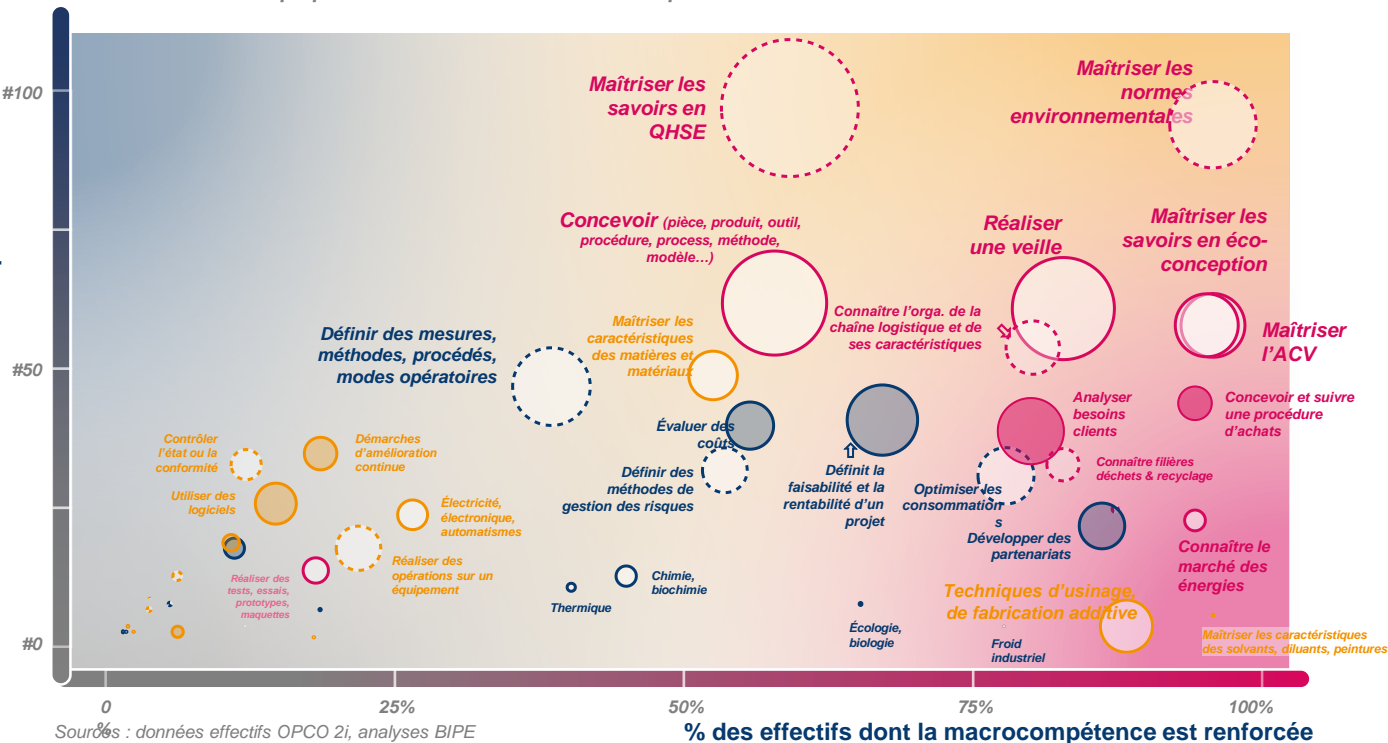 #100
#50
#0
Maîtriser les
savoirs en
QHSE
Maîtriser les
normes
environnementales
Concevoir (pièce, produit, outil,
procédure, process, méthode,
modèle…)
Réaliser
une veille
Maîtriser les
savoirs en éco-
conception
Maîtriser
l’ACV
Définir des mesures,
méthodes, procédés,
modes opératoires
Maîtriser les
caractéristiques
des matières et
matériaux
Connaître l’orga. de la
chaîne logistique et de
ses caractéristiques
Évaluer des
coûts
Analyser
besoins
clients
Concevoir et suivre
une procédure
d’achats
Contrôler
l’état ou la
conformité
Démarches
d’amélioration
continue
Définir des
méthodes de
gestion des risques
Définit la
faisabilité et la
rentabilité d’un
projet
Optimiser les
consommation
s
Connaître filières
déchets & recyclage
Utiliser des
logiciels
Électricité,
électronique,
automatismes
Développer des
partenariats
Connaître le
marché des
énergies
Réaliser des
opérations sur un
équipement
Réaliser des
tests, essais,
prototypes,
maquettes
Thermique
Chimie,
biochimie
Techniques d’usinage,
de fabrication additive
Écologie,
biologie
Froid
industriel
Maîtriser les caractéristiques
des solvants, diluants, peintures
0
%
25%
50%
75%
100%
Sources : données effectifs OPCO 2i, analyses BIPE
% des effectifs dont la macrocompétence est renforcée